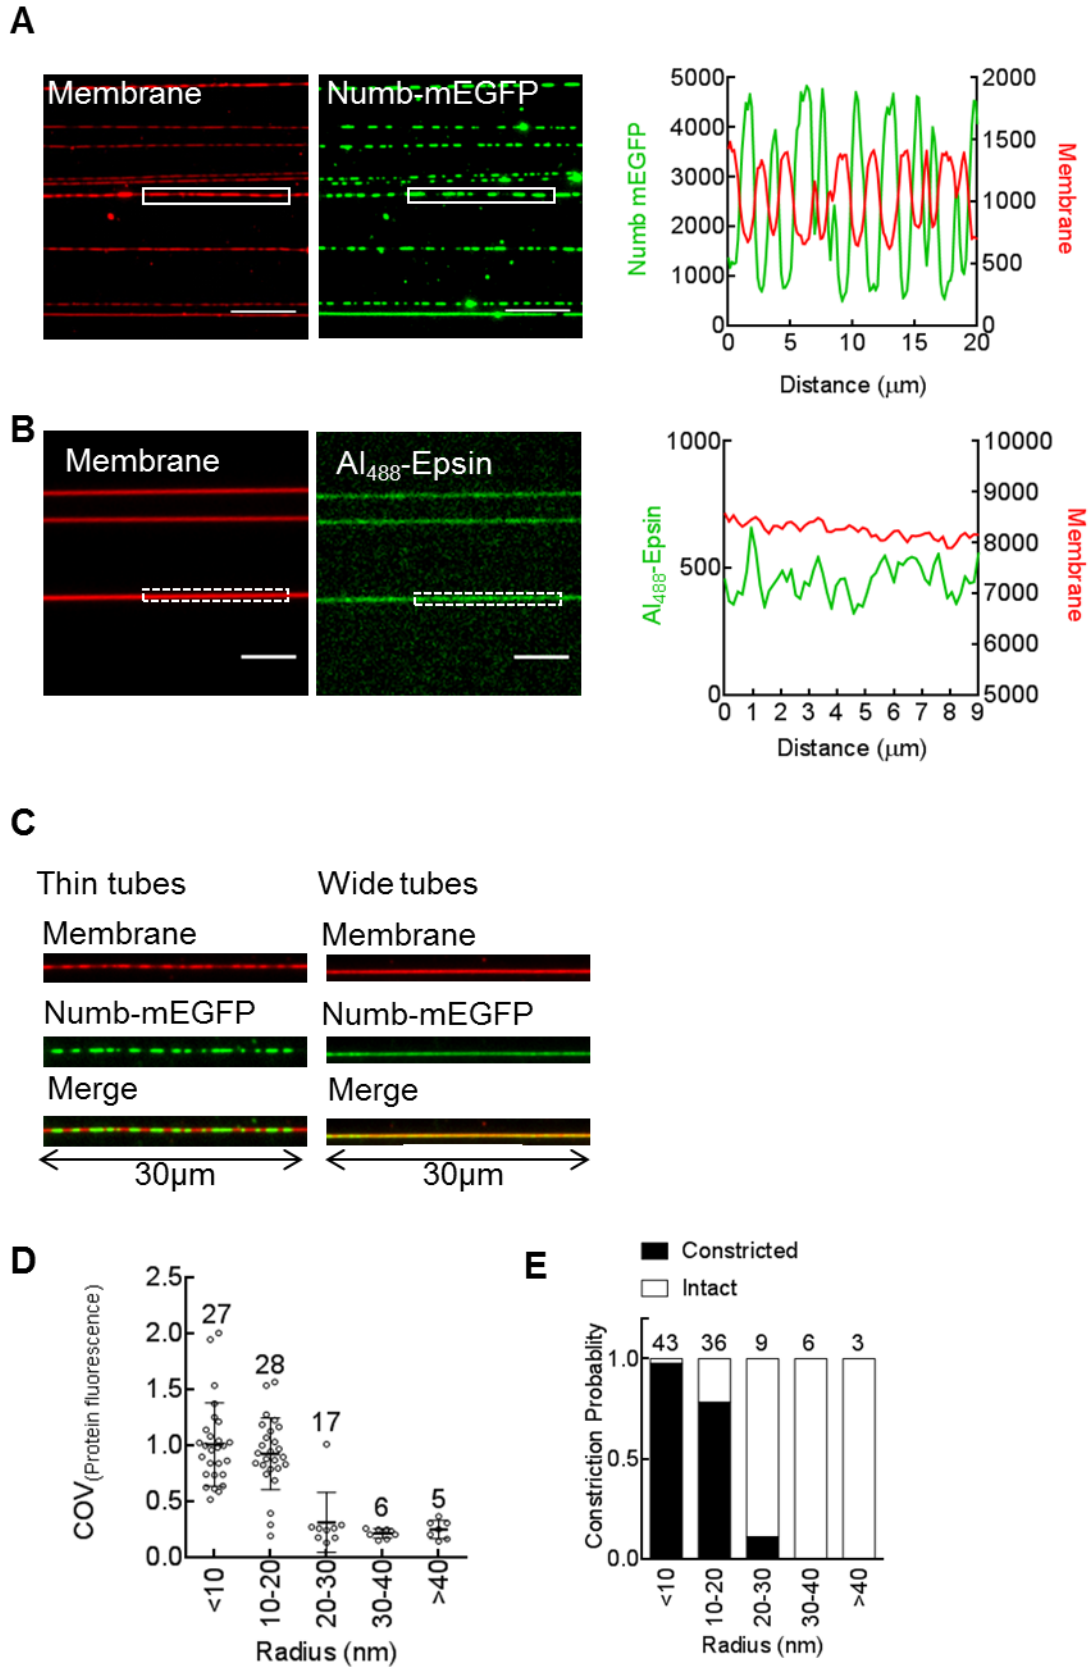 A
Membrane
Numb-mEGFP
Numb mEGFP
5000
4000
3000
2000
1000
0
2000
1500
1000
500
0
Membrane
0 5 10 15 20
Distance (μm)
B
Membrane
Al488-Epsin
Al488-Epsin
1000
500
0
10000
9000
8000
7000
6000
5000
Membrane
0 1 2 3 4 5 6 7 8 9
Distance (μm)
C
Thin tubes
Wide tubes
Membrane
Membrane
Numb-mEGFP
Numb-mEGFP
Merge
Merge
30μm
30μm
D
COV(Protein fluorescence)
2.5
2.0
1.5
1.0
0.5
0.0
27
28
17
6
5
<10
10-20
20-30
30-40
>40
Radius (nm)
E
Constricted
Intact
Constriction Probablity
43 36 9 6 3
1.0
0.5
0.0
<10
10-20
20-30
30-40
>40
Radius (nm)